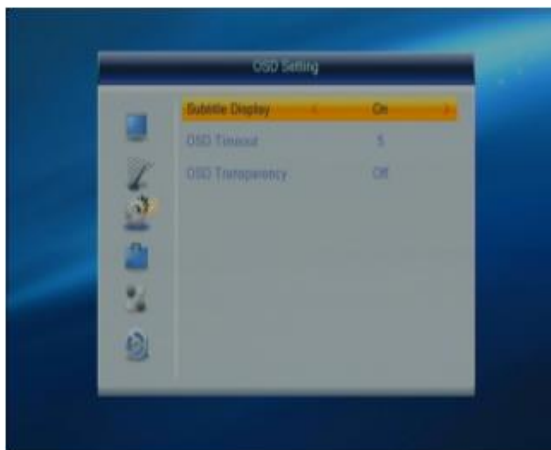 OSD Setting
Subtitle Display On
OSD Timeout 5
OSD Transparency Off